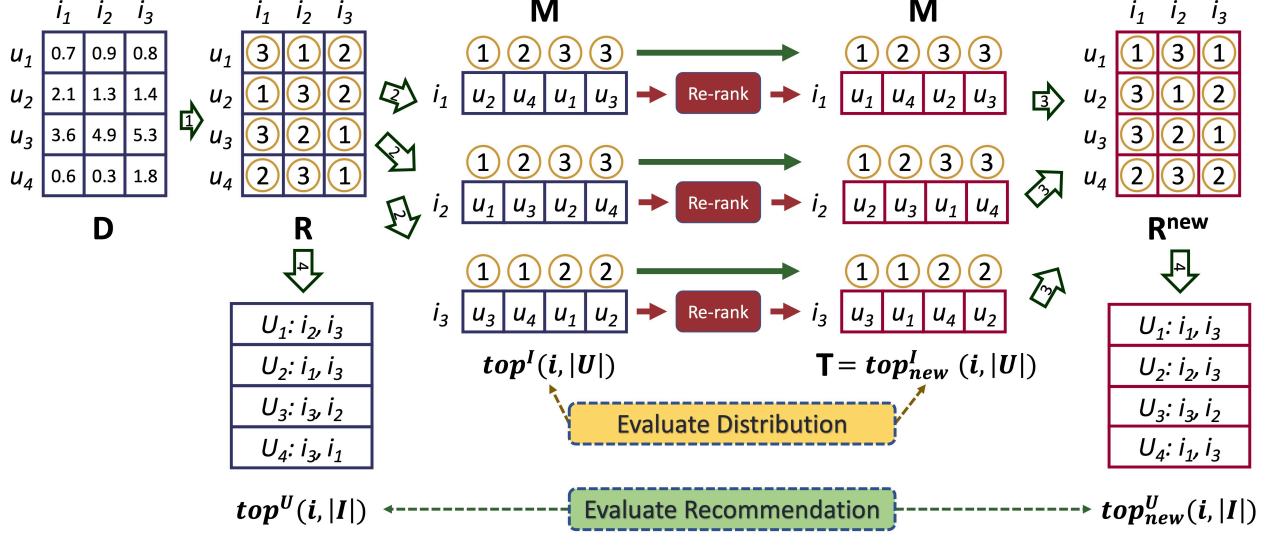 M M
i1 i2 i3 i1 i2 i3 i1 i2 i3
u1 0.7 0.9 0.8 u1 3 1 2 1 2 3 3 1 2 3 3 u1 1 3 1
u2 2.1 1.3 1.4 u2 1 3 2 2 i1 u2 u4 u1 u3 Re-rank i1 u1 u4 u2 u3 3 u2 3 1 2
1
u3 3.6 4.9 5.3 u3 3 2 1 2 1 2 3 3 1 2 3 3 u3 3 2 1
u4 0.6 0.3 1.8 u4 2 3 1 2 i2 u1 u3 u2 u4 Re-rank i2 u2 u3 u1 u4 3 u4 2 3 2
D R Rnew
4 1 1 2 2 1 1 2 2 3 4
i3 u3 u4 u1 u2 Re-rank i3 u3 u1 u4 u2
U1: i2, i3 U1: i1, i3
U2: i1, i3 topI(i, |U|) T = topInew (i, |U|) U2: i2, i3
U3: i3, i2 Evaluate Distribution U3: i3, i2
U4: i3, i1 U4: i1, i3
topU(i, |I|) Evaluate Recommendation topUnew(i, |I|)